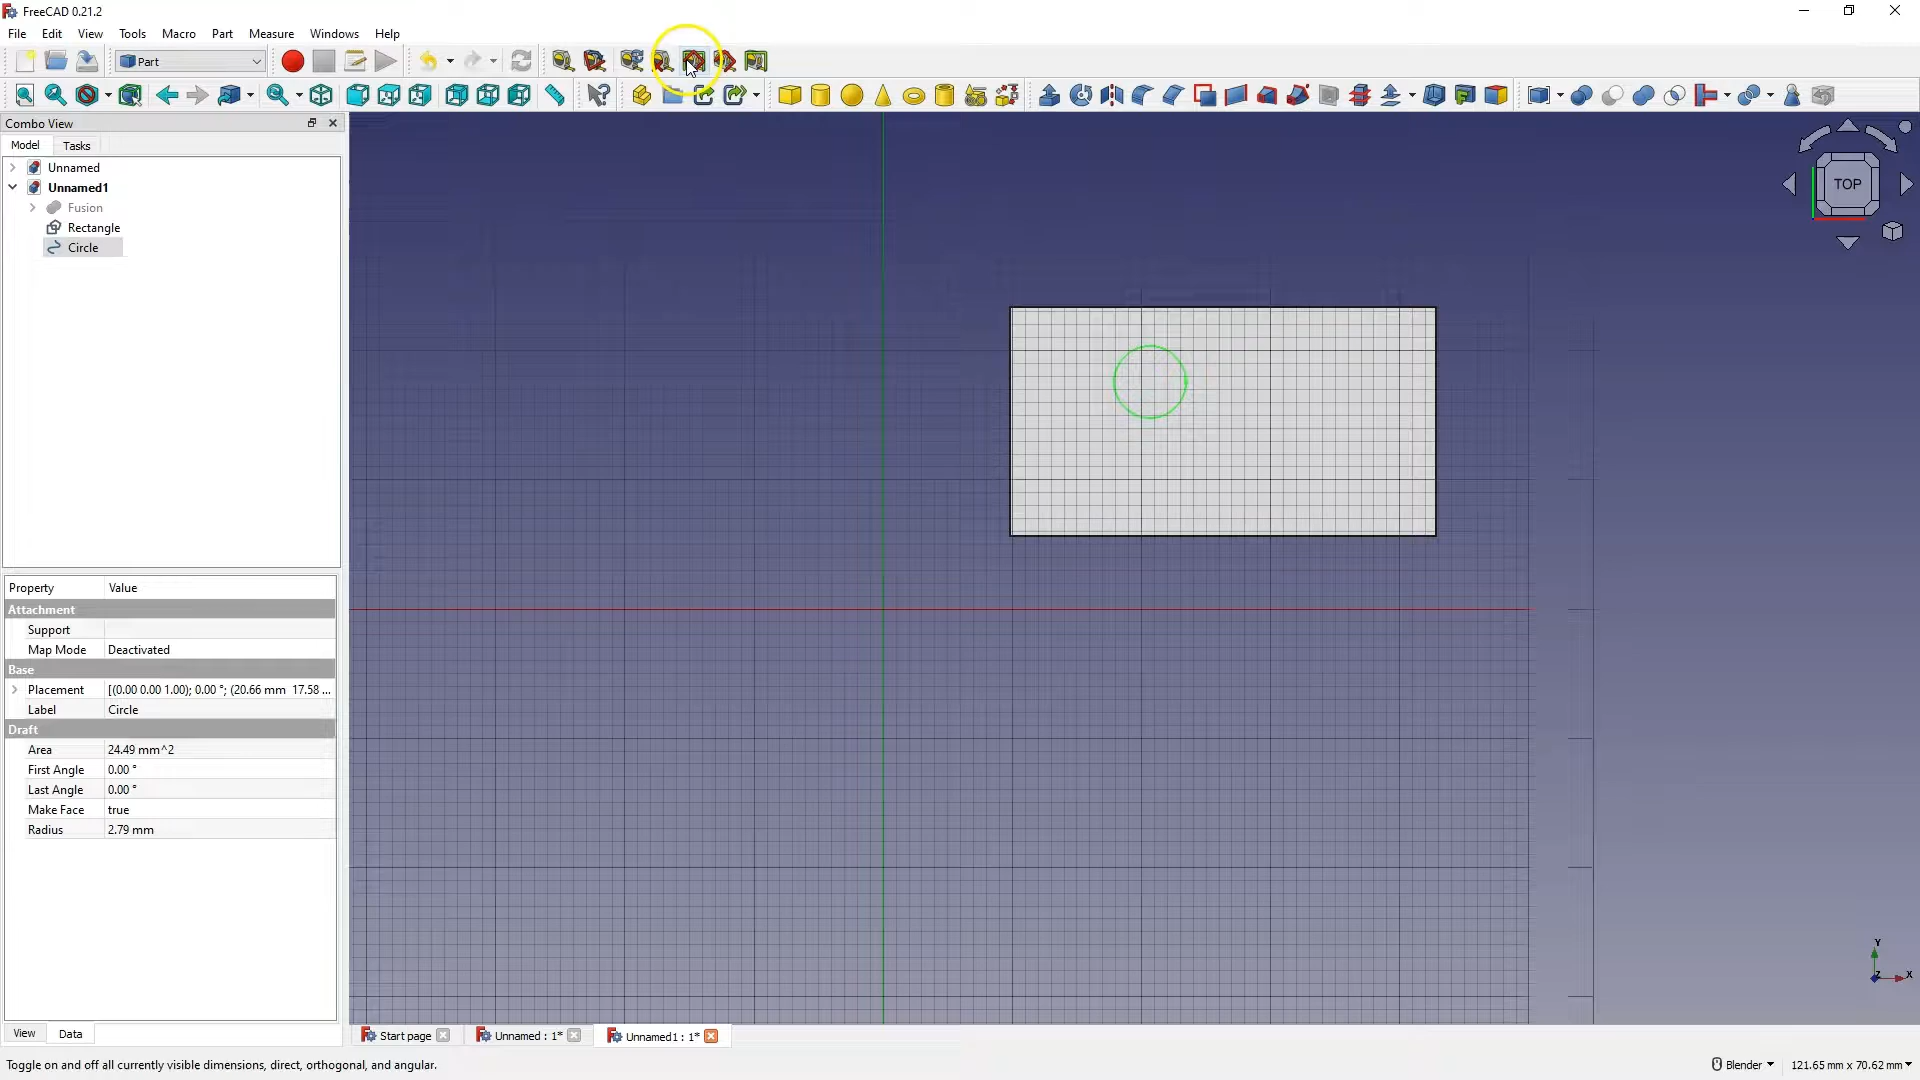 FreeCAD 0.21.2
File Edit View Tools Macro Part Measure Windows Help
Part
Combo View
Model Tasks
Unnamed
Unnamed1
Fusion
Rectangle
Circle
TOP
Property Value
Attachment
Support
Map Mode Deactivated
Base
Placement [(0.00 0.00 1.00); 0.00 °; (20.66 mm 17.58 ...
Label Circle
Draft
Area 24.49 mm^2
First Angle 0.00 °
Last Angle 0.00 °
Make Face true
Radius 2.79 mm
Y
Z X
View Data
Start page Unnamed : 1* Unnamed1 : 1*
Toggle on and off all currently visible dimensions, direct, orthogonal, and angular.
Blender 121.65 mm x 70.62 mm